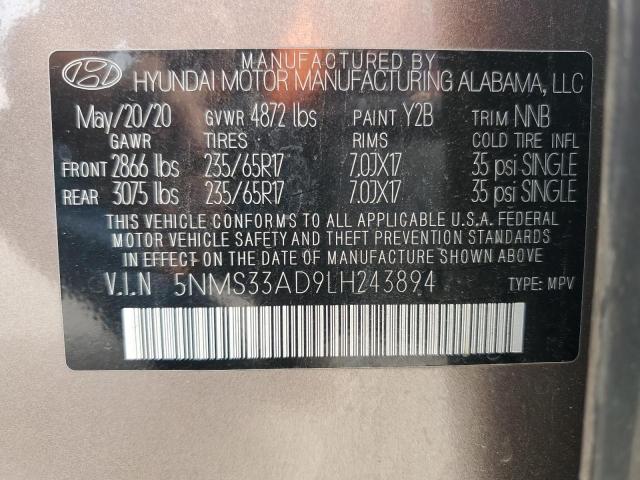 MANUFACTURED BY
HYUNDAI MOTOR MANUFACTURING ALABAMA, LLC
May/20/20 GVWR 4872 lbs PAINT Y2B TRIM NNB
GAWR TIRES RIMS COLD TIRE INFL
FRONT 2866 lbs 235/65R17 7.0JX17 35 psi SINGLE
REAR 3075 lbs 235/65R17 7.0JX17 35 psi SINGLE
THIS VEHICLE CONFORMS TO ALL APPLICABLE U.S.A. FEDERAL
MOTOR VEHICLE SAFETY AND THEFT PREVENTION STANDARDS
IN EFFECT ON THE DATE OF MANUFACTURE SHOWN ABOVE
V.I.N 5NMS33AD9LH243894 TYPE: MPV